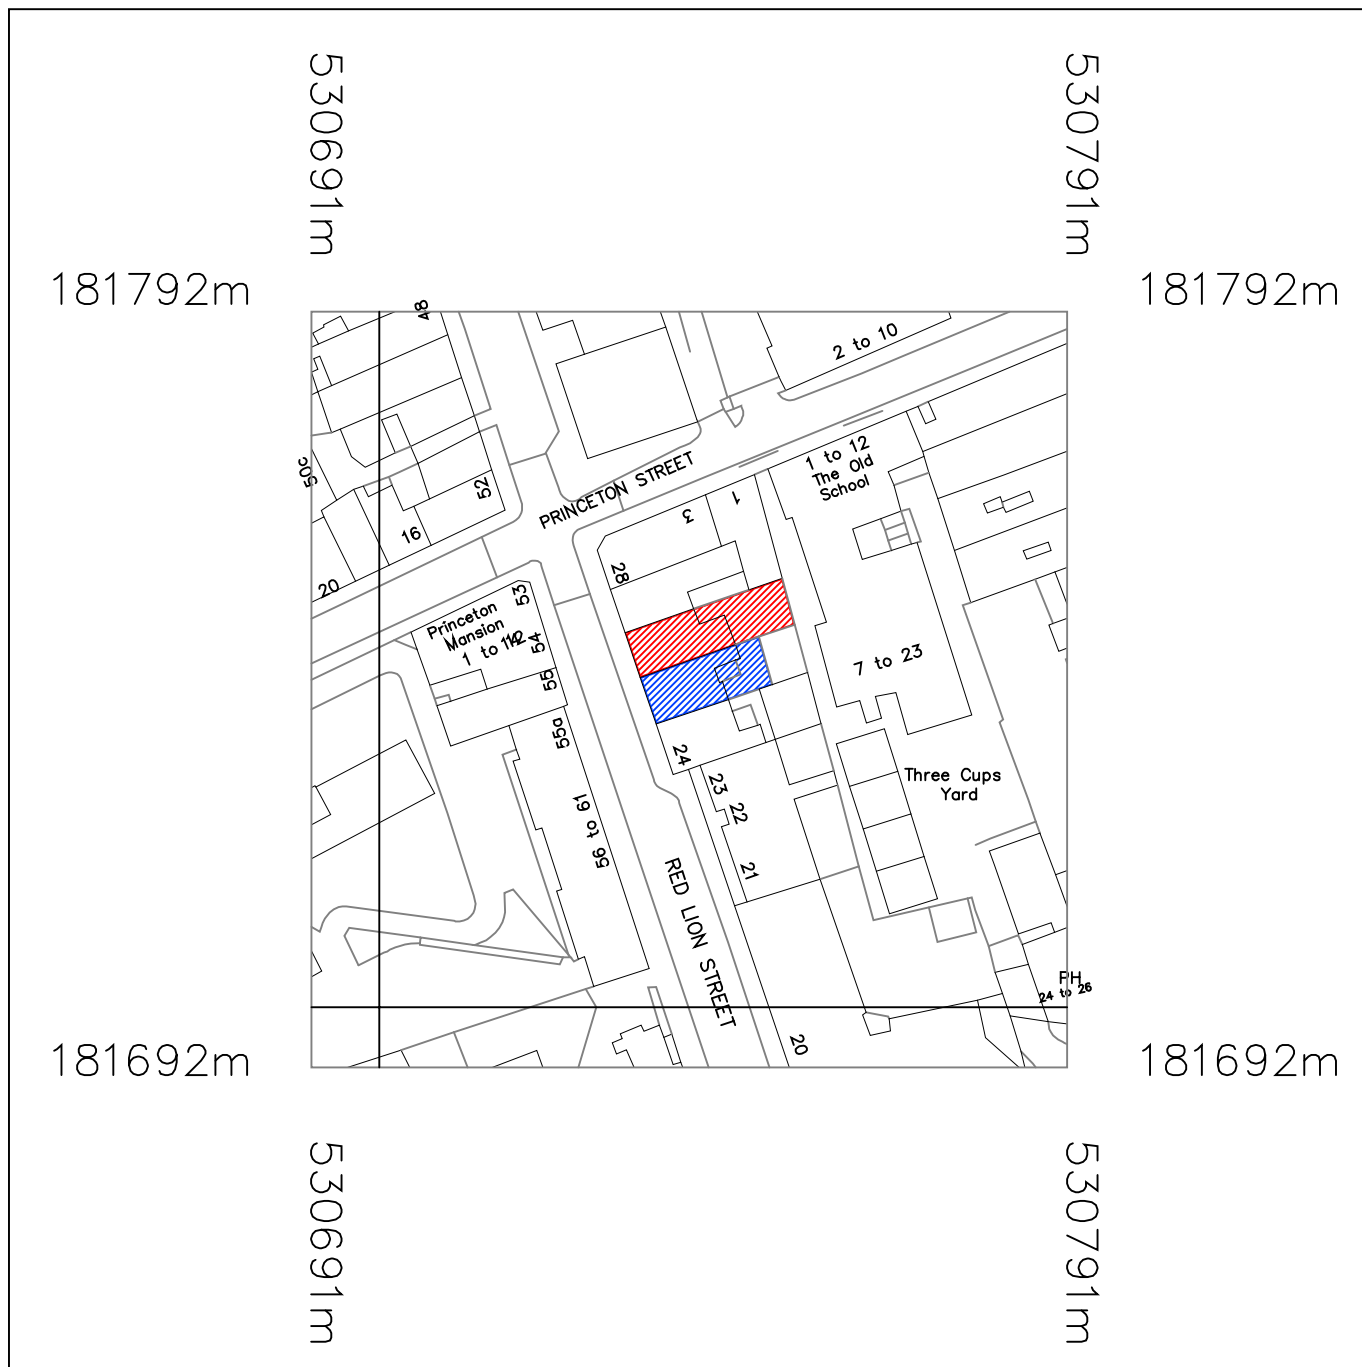 530691m
530791m
181792m
181792m
48
2 to 10
50c
52
16
20
PRINCETON STREET
1 to 12
The Old
School
1
3
28
53
Princeton
Mansion
1 to
54
55
55a
7 to 23
24
23
22
21
Three Cups
Yard
56 to 61
RED LION STREET
PH
24 to 26
20
181692m
181692m
530691m
530791m